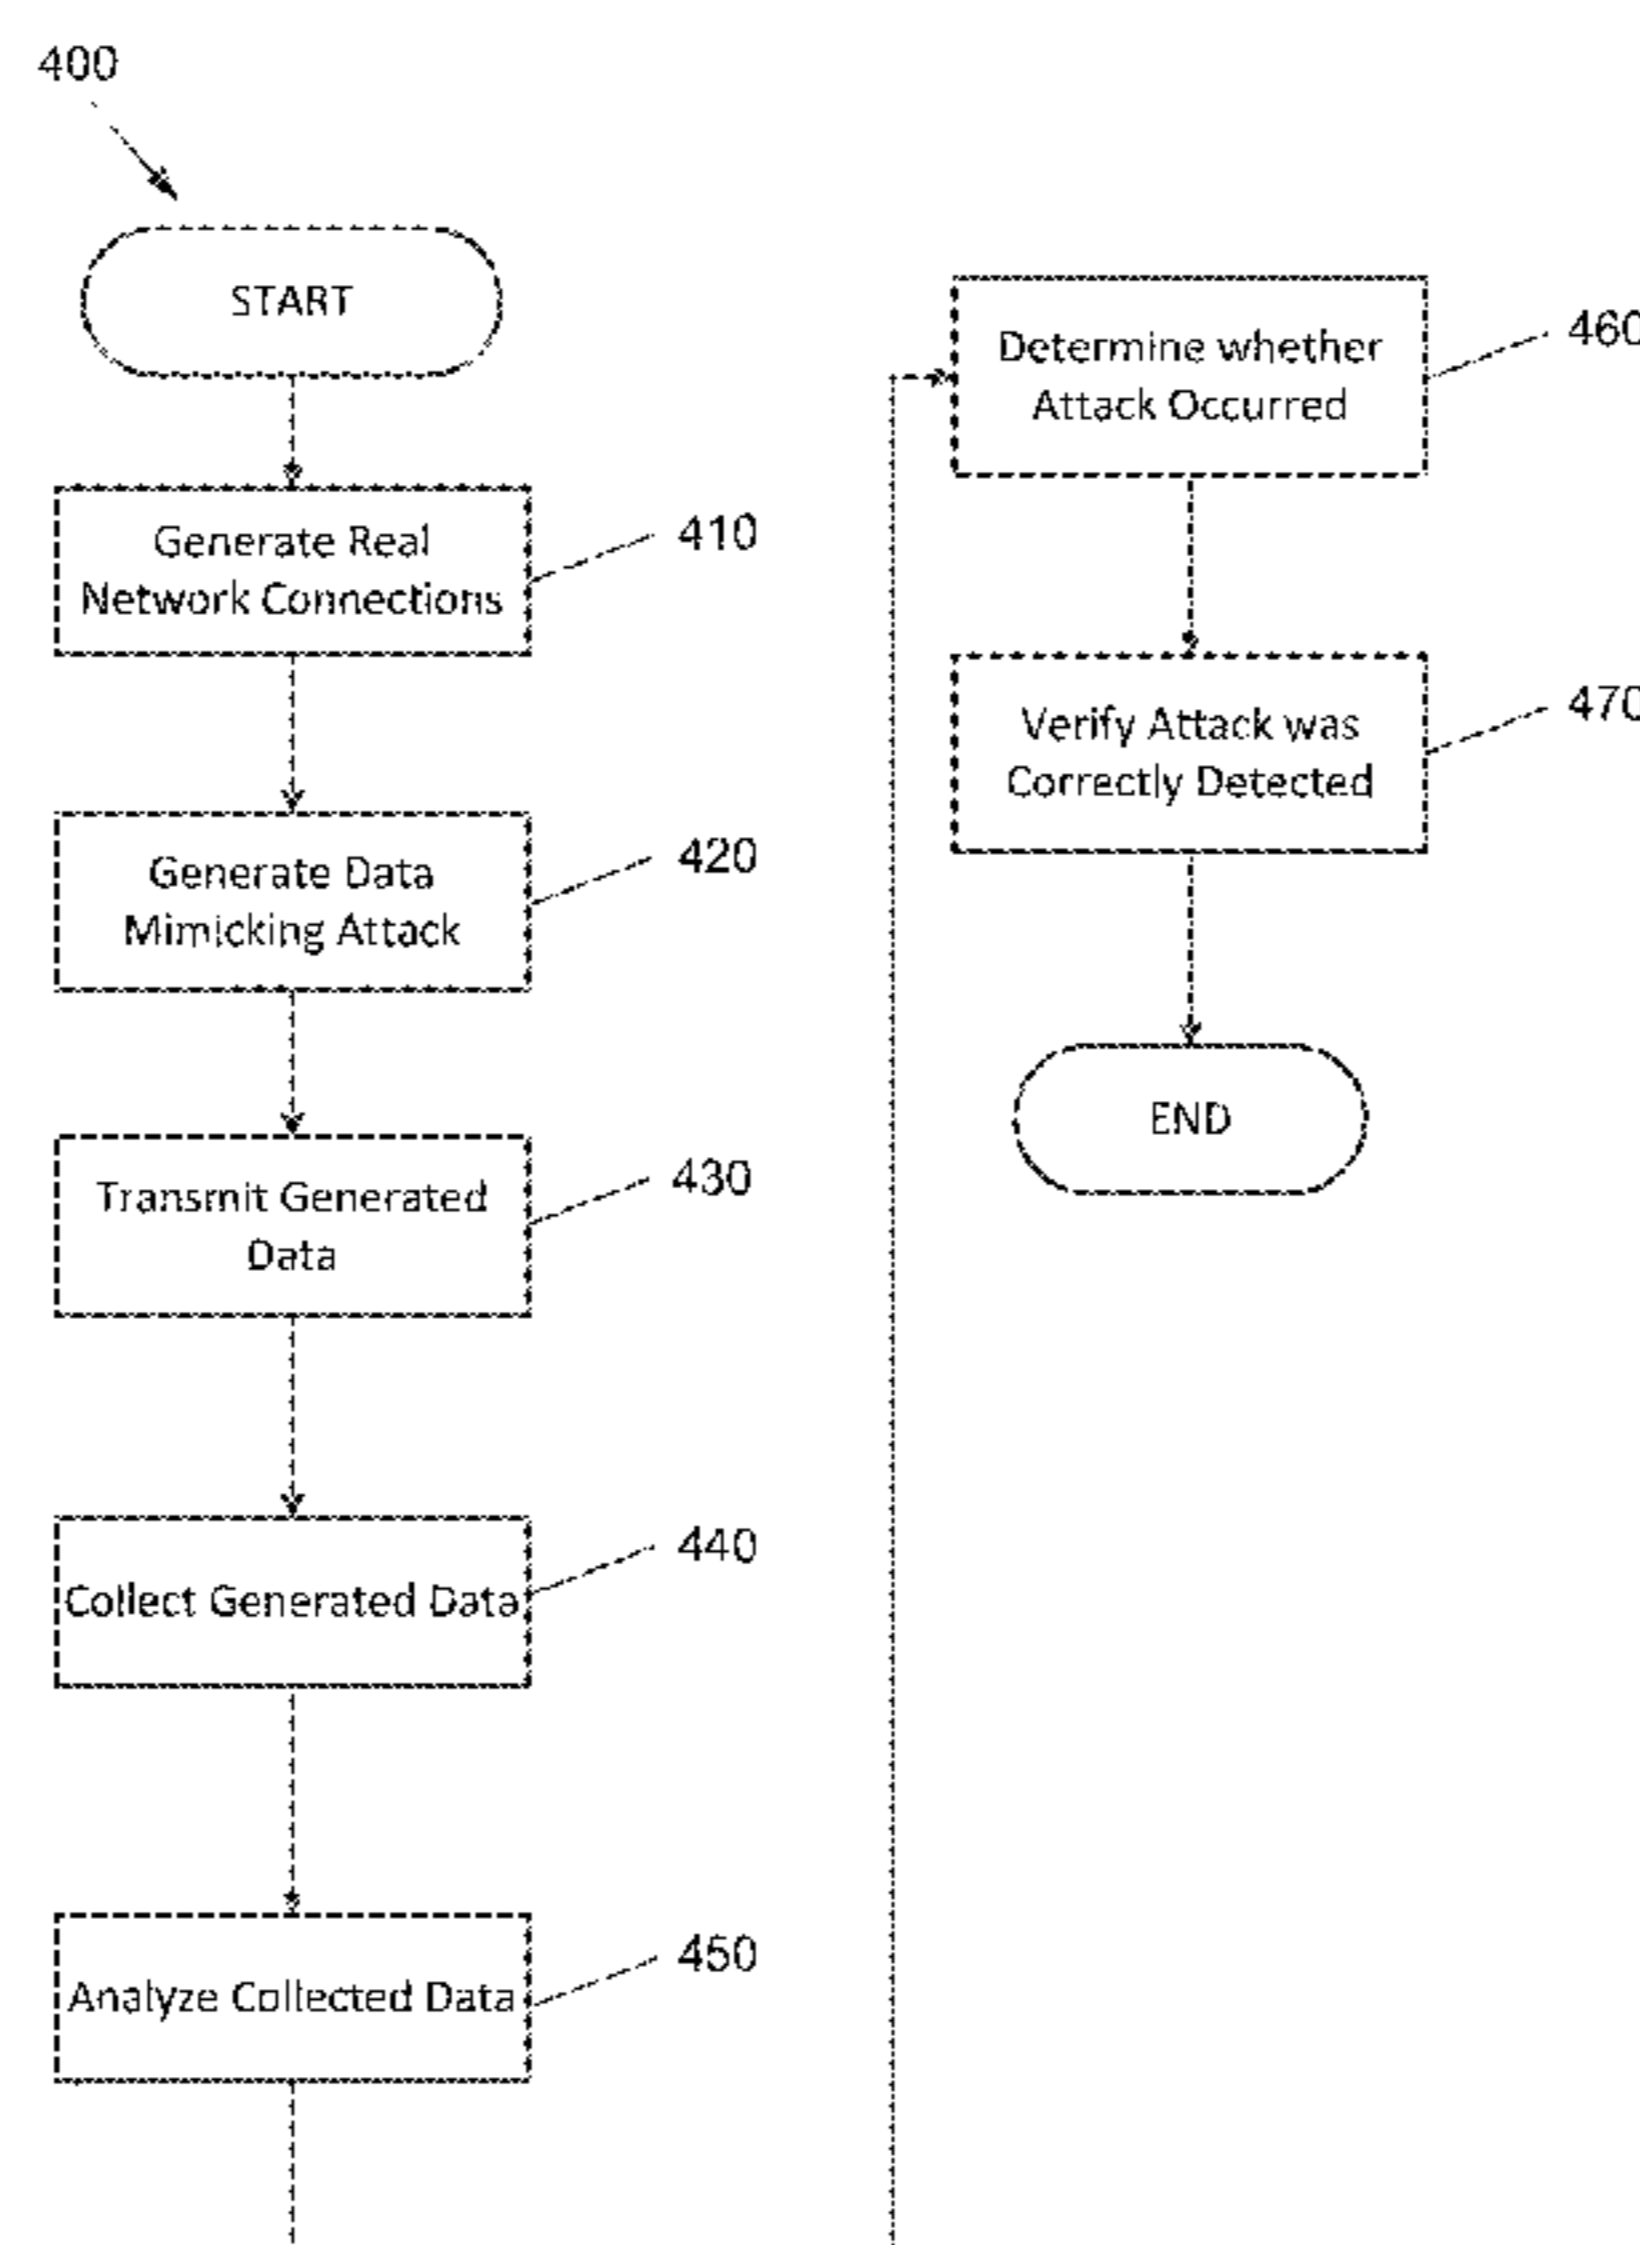 400
START
Generate Real
Network Connections
410
Generate Data
Mimicking Attack
420
Transmit Generated
Data
430
Collect Generated Data
440
Analyze Collected Data
450
Determine whether
Attack Occurred
460
Verify Attack was
Correctly Detected
470
END